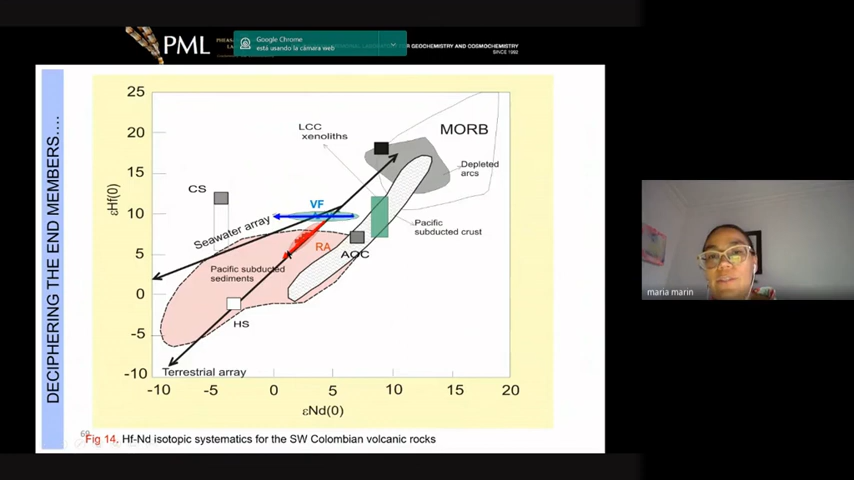 PML
Google Chrome
está usando la cámara web
FOR GEOCHEMISTRY AND COSMOCHEMISTRY
SINCE 1992
DECIPHERING THE END MEMBERS....
25
20
15
10
5
0
-5
-10
εHf(0)
LCC
xenoliths
MORB
Depleted
arcs
CS
VF
Seawater array
Pacific
subducted crust
RA
AOC
Pacific subducted
sediments
HS
Terrestrial array
-10
-5
0
5
10
15
20
εNd(0)
Fig 14. Hf-Nd isotopic systematics for the SW Colombian volcanic rocks
maria marin